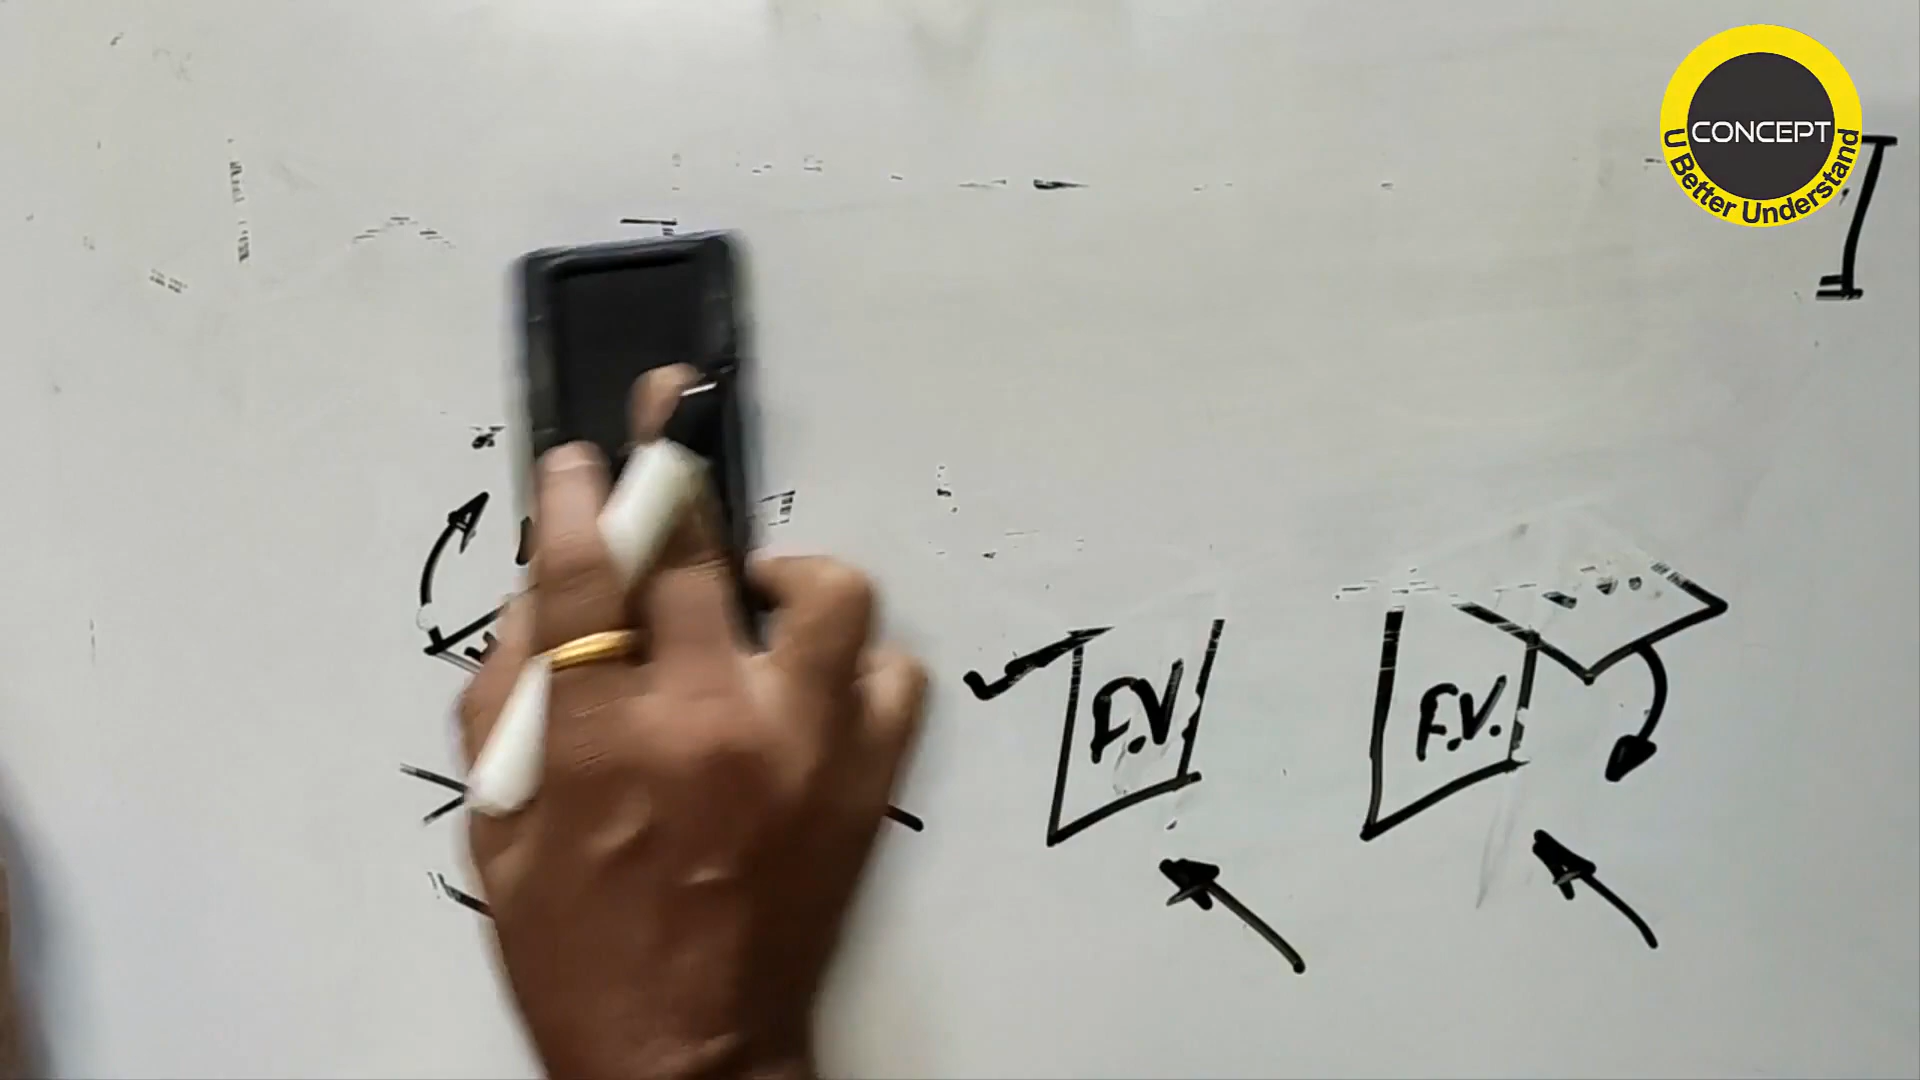 CONCEPT
U Better Understand
F.V. F.V.